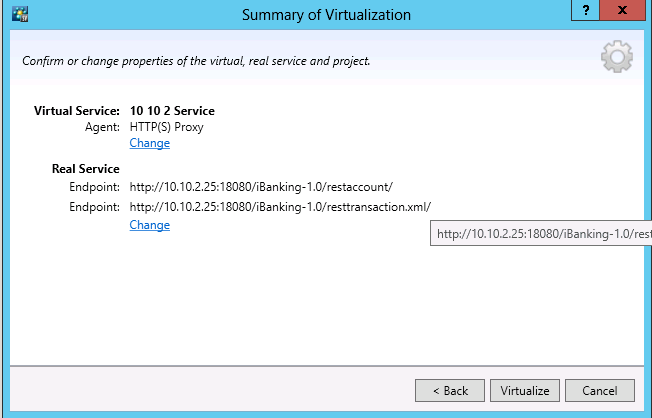 Summary of Virtualization
? X
Confirm or change properties of the virtual, real service and project.
Virtual Service: 10 10 2 Service
Agent: HTTP(S) Proxy
Change
Real Service
Endpoint: http://10.10.2.25:18080/iBanking-1.0/restaccount/
Endpoint: http://10.10.2.25:18080/iBanking-1.0/resttransaction.xml/
Change
http://10.10.2.25:18080/iBanking-1.0/rest
< Back Virtualize Cancel